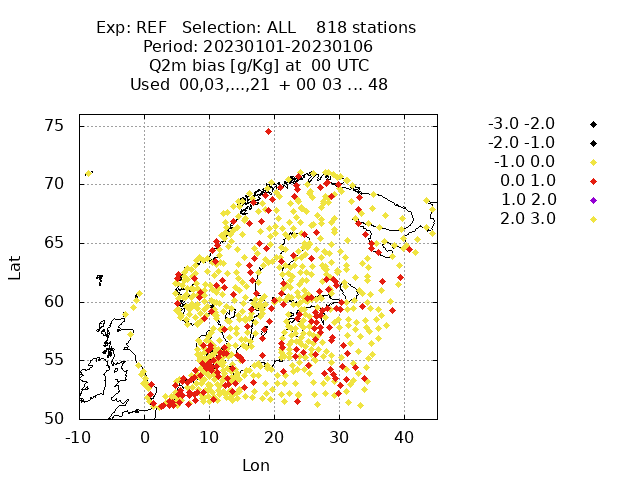 Exp: REF   Selection: ALL    818 stations
Period: 20230101-20230106
Q2m bias [g/Kg] at  00 UTC
Used  00,03,...,21  + 00 03 ... 48
75
70
65
60
55
50
-10 0 10 20 30 40
Lat
Lon
-3.0 -2.0
-2.0 -1.0
-1.0 0.0
0.0 1.0
1.0 2.0
2.0 3.0